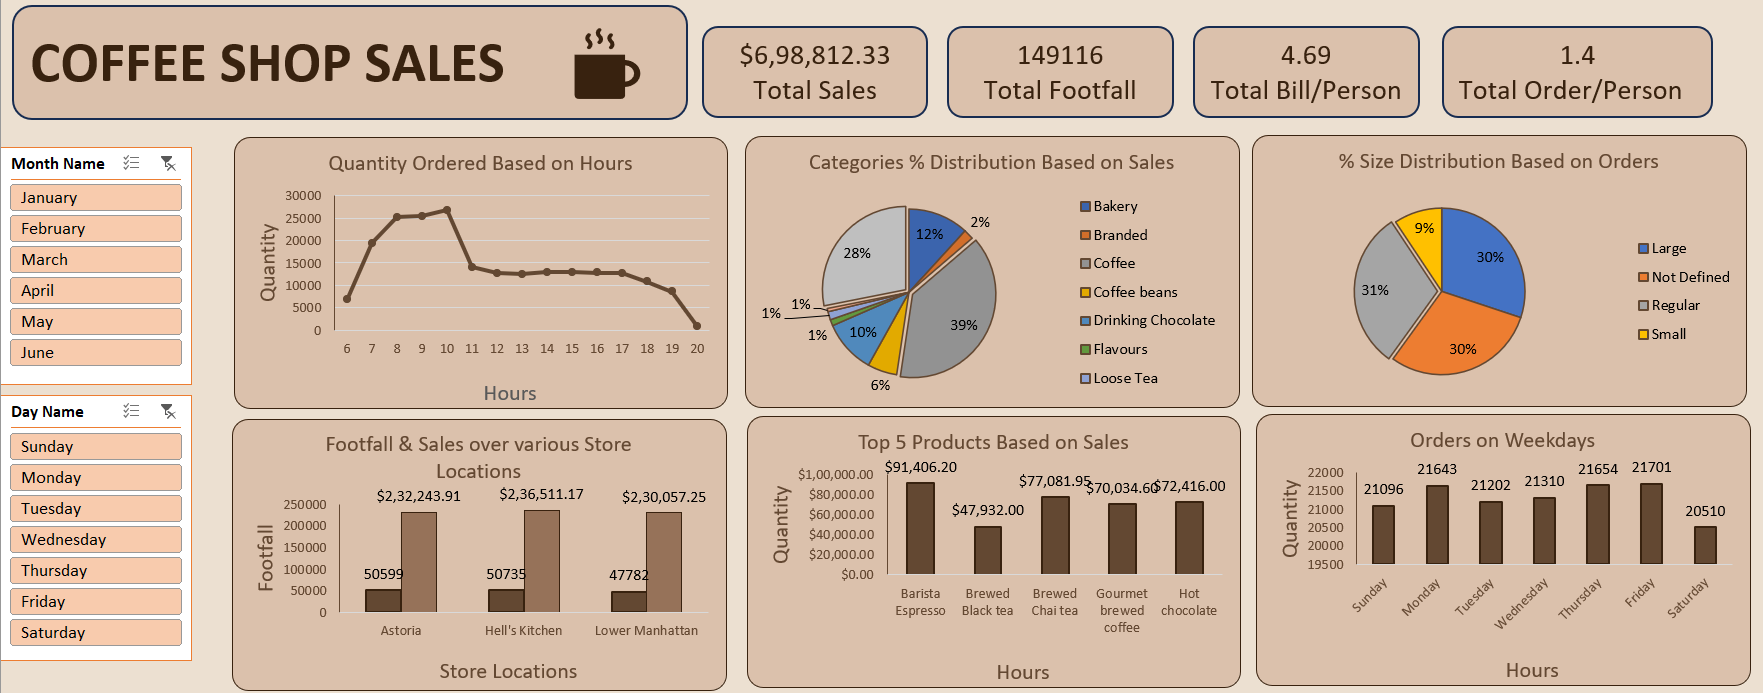 COFFEE SHOP SALES
$6,98,812.33
Total Sales
149116
Total Footfall
4.69
Total Bill/Person
1.4
Total Order/Person
Month Name
January
February
March
April
May
June
Day Name
Sunday
Monday
Tuesday
Wednesday
Thursday
Friday
Saturday
Quantity Ordered Based on Hours
Quantity
30000
25000
20000
15000
10000
5000
0
6 7 8 9 10 11 12 13 14 15 16 17 18 19 20
Hours
Categories % Distribution Based on Sales
12%
2%
39%
6%
10%
1%
1%
1%
28%
Bakery
Branded
Coffee
Coffee beans
Drinking Chocolate
Flavours
Loose Tea
% Size Distribution Based on Orders
30%
30%
31%
9%
Large
Not Defined
Regular
Small
Footfall & Sales over various Store
Locations
Footfall
250000
200000
150000
100000
50000
0
$2,32,243.91 $2,36,511.17 $2,30,057.25
50599 50735 47782
Astoria Hell's Kitchen Lower Manhattan
Store Locations
Top 5 Products Based on Sales
Quantity
$1,00,000.00
$80,000.00
$60,000.00
$40,000.00
$20,000.00
$0.00
$91,406.20
$47,932.00
$77,081.95
$70,034.60
$72,416.00
Barista
Espresso
Brewed
Black tea
Brewed
Chai tea
Gourmet
brewed
coffee
Hot
chocolate
Hours
Orders on Weekdays
Quantity
22000
21500
21000
20500
20000
19500
21096
21643
21202
21310
21654
21701
20510
Sunday
Monday
Tuesday
Wednesday
Thursday
Friday
Saturday
Hours